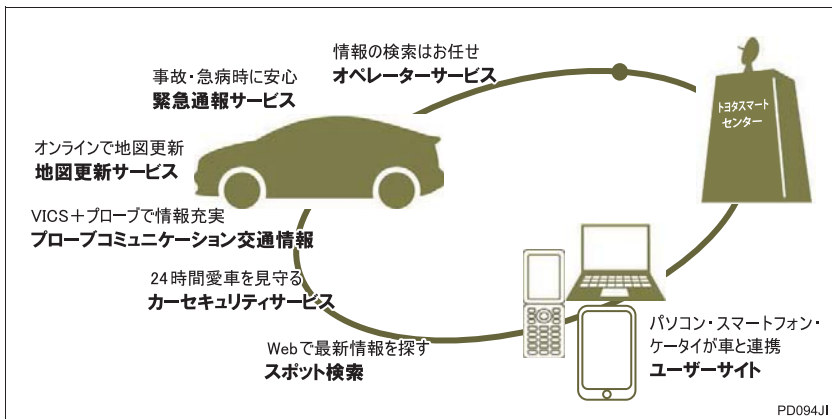 情報の検索はお任せ
オペレーターサービス
事故・急病時に安心
緊急通報サービス
トヨタスマート
センター
オンラインで地図更新
地図更新サービス
VICS＋プローブで情報充実
プローブコミュニケーション交通情報
24時間愛車を見守る
カーセキュリティサービス
Webで最新情報を探す
スポット検索
パソコン・スマートフォン・
ケータイが車と連携
ユーザーサイト
PD094JI